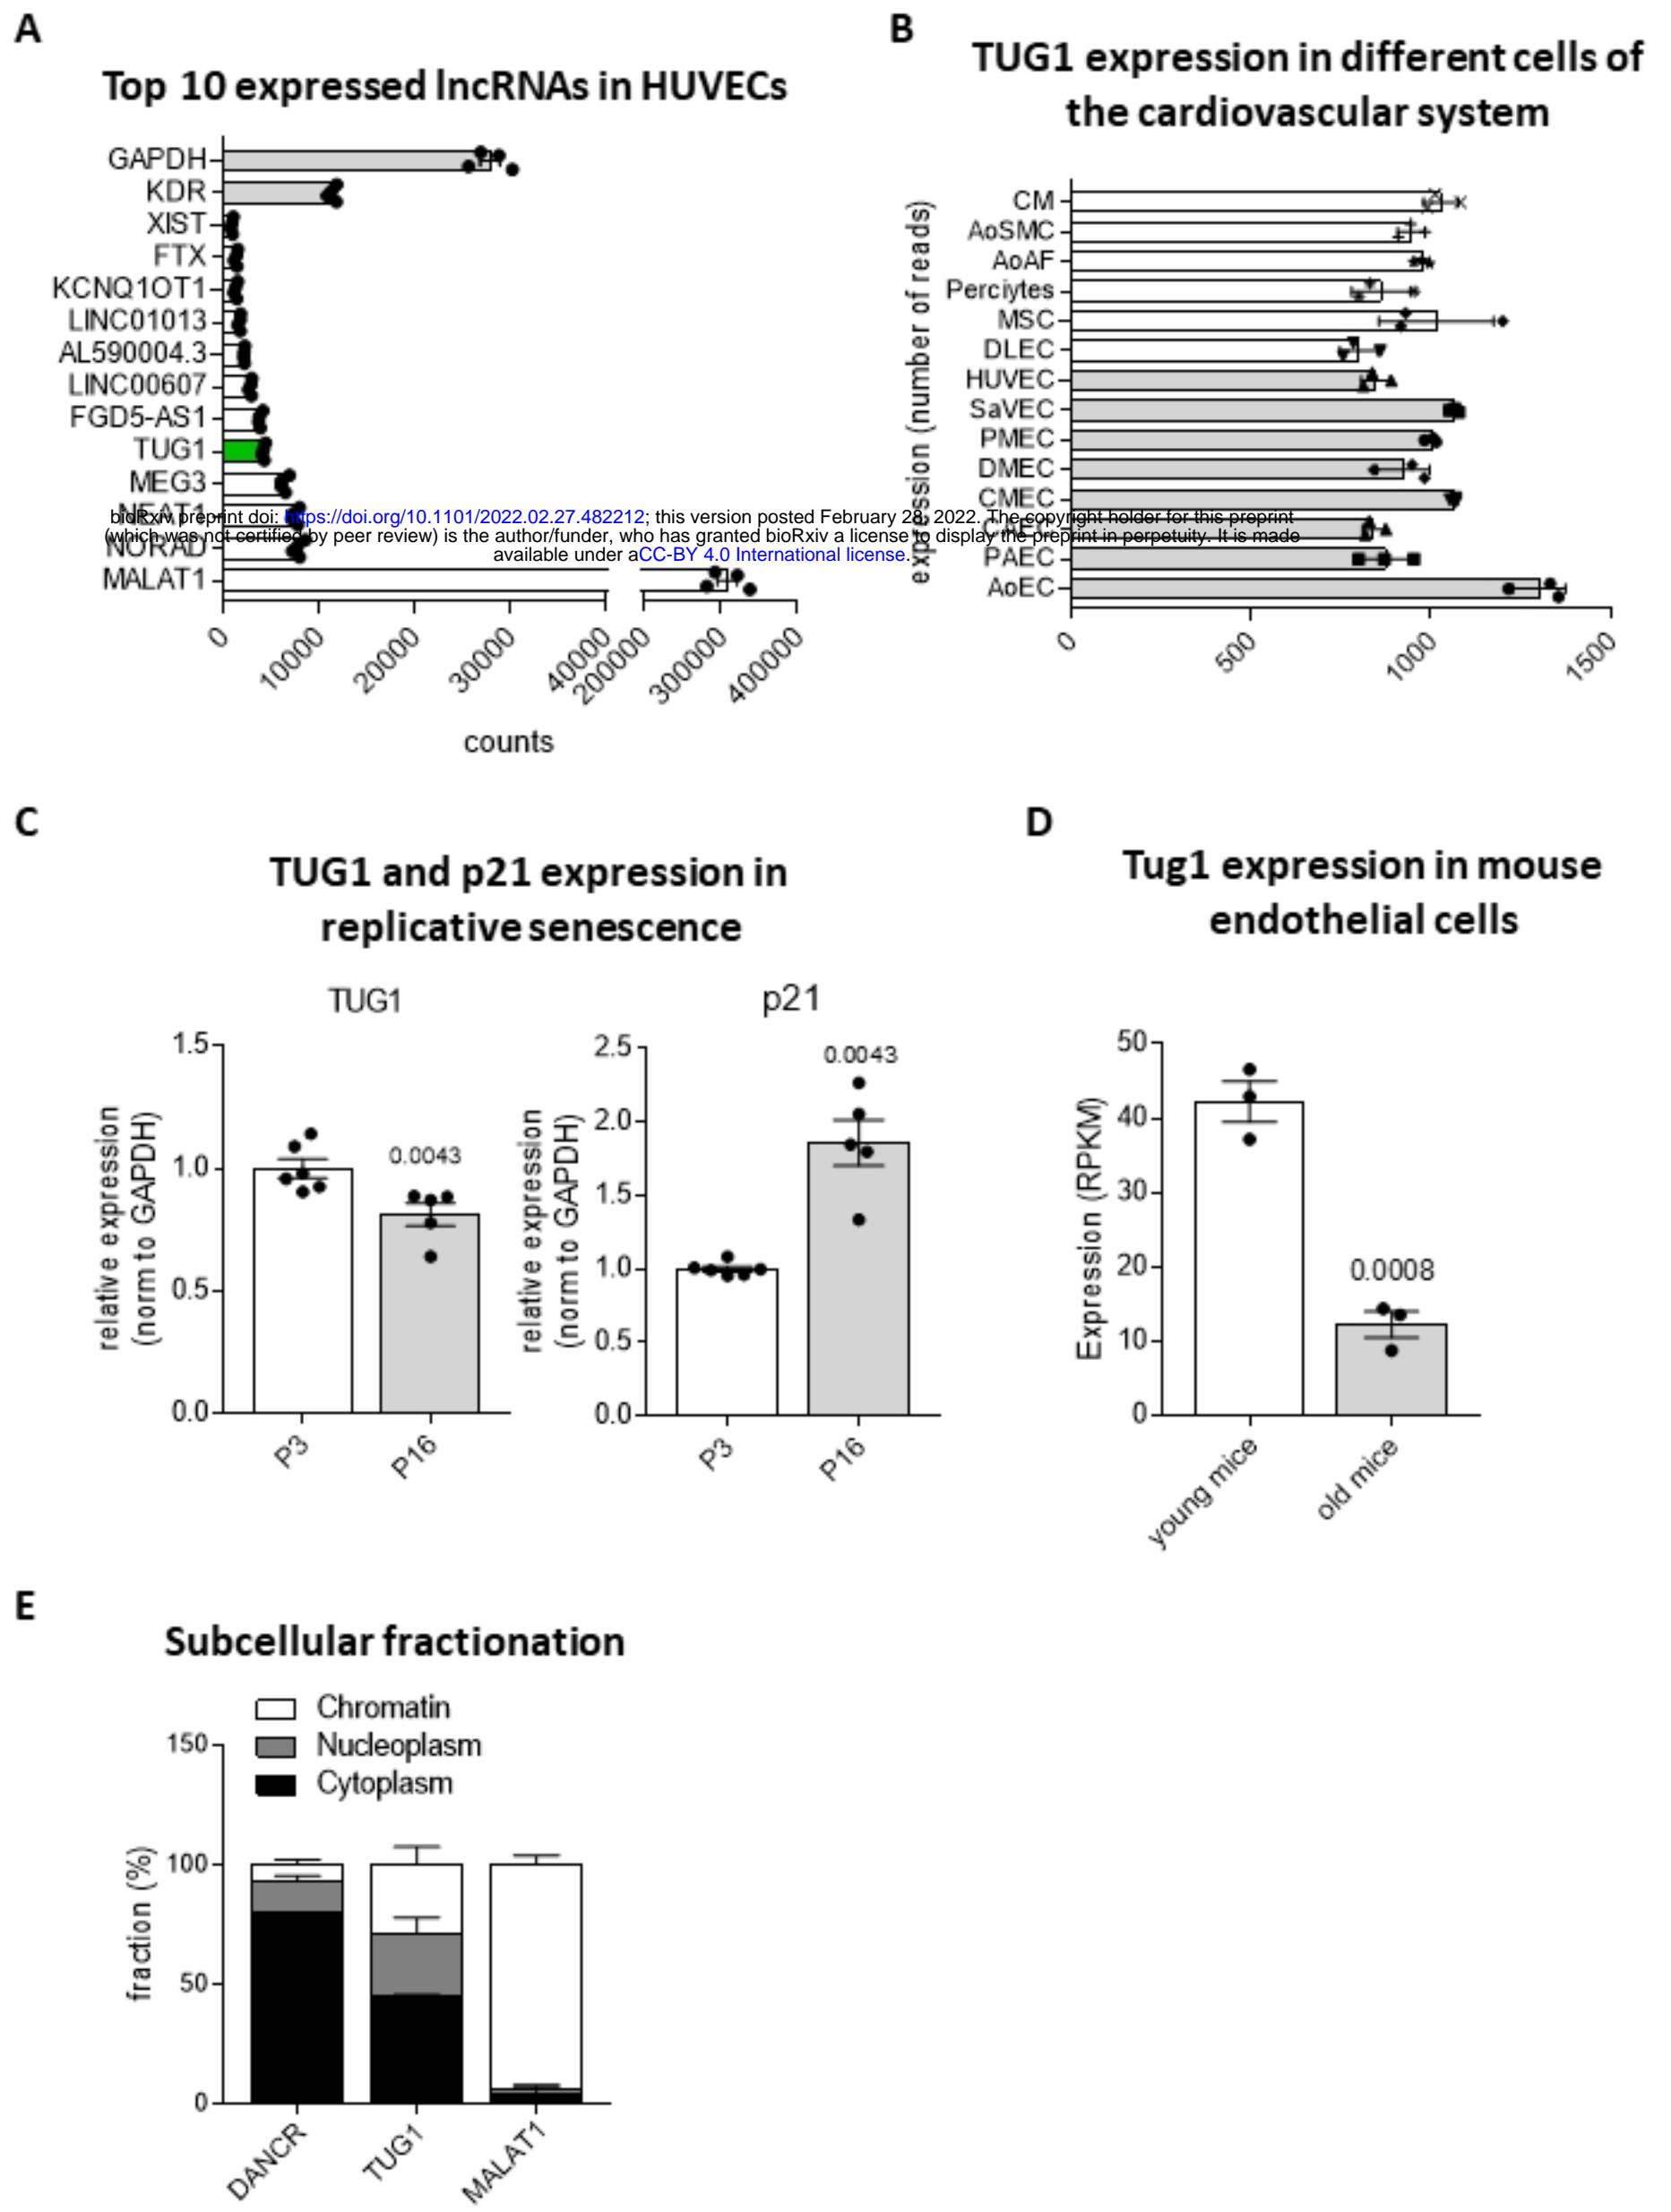 A
Top 10 expressed lncRNAs in HUVECs
GAPDH
KDR
XIST
FTX
KCNQ1OT1
LINC01013
AL590004.3
LINC00607
FGD5-AS1
TUG1
MEG3
NEAT1
NORAD
MALAT1
0
10000
20000
30000
40000
200000
300000
400000
counts
B
TUG1 expression in different cells of
the cardiovascular system
expression (number of reads)
CM
AoSMC
AoAF
Perciytes
MSC
DLEC
HUVEC
SaVEC
PMEC
DMEC
CMEC
CAEC
PAEC
AoEC
0
500
1000
1500
bioRxiv preprint doi: https://doi.org/10.1101/2022.02.27.482212; this version posted February 28, 2022. The copyright holder for this preprint
(which was not certified by peer review) is the author/funder, who has granted bioRxiv a license to display the preprint in perpetuity. It is made
available under aCC-BY 4.0 International license.
C
TUG1 and p21 expression in
replicative senescence
TUG1
relative expression
(norm to GAPDH)
1.5
1.0
0.5
0.0
0.0043
P3
P16
p21
relative expression
(norm to GAPDH)
2.5
2.0
1.5
1.0
0.5
0.0
0.0043
P3
P16
D
Tug1 expression in mouse
endothelial cells
Expression (RPKM)
50
40
30
20
10
0
0.0008
young mice
old mice
E
Subcellular fractionation
Chromatin
Nucleoplasm
Cytoplasm
fraction (%)
150
100
50
0
DANCR
TUG1
MALAT1